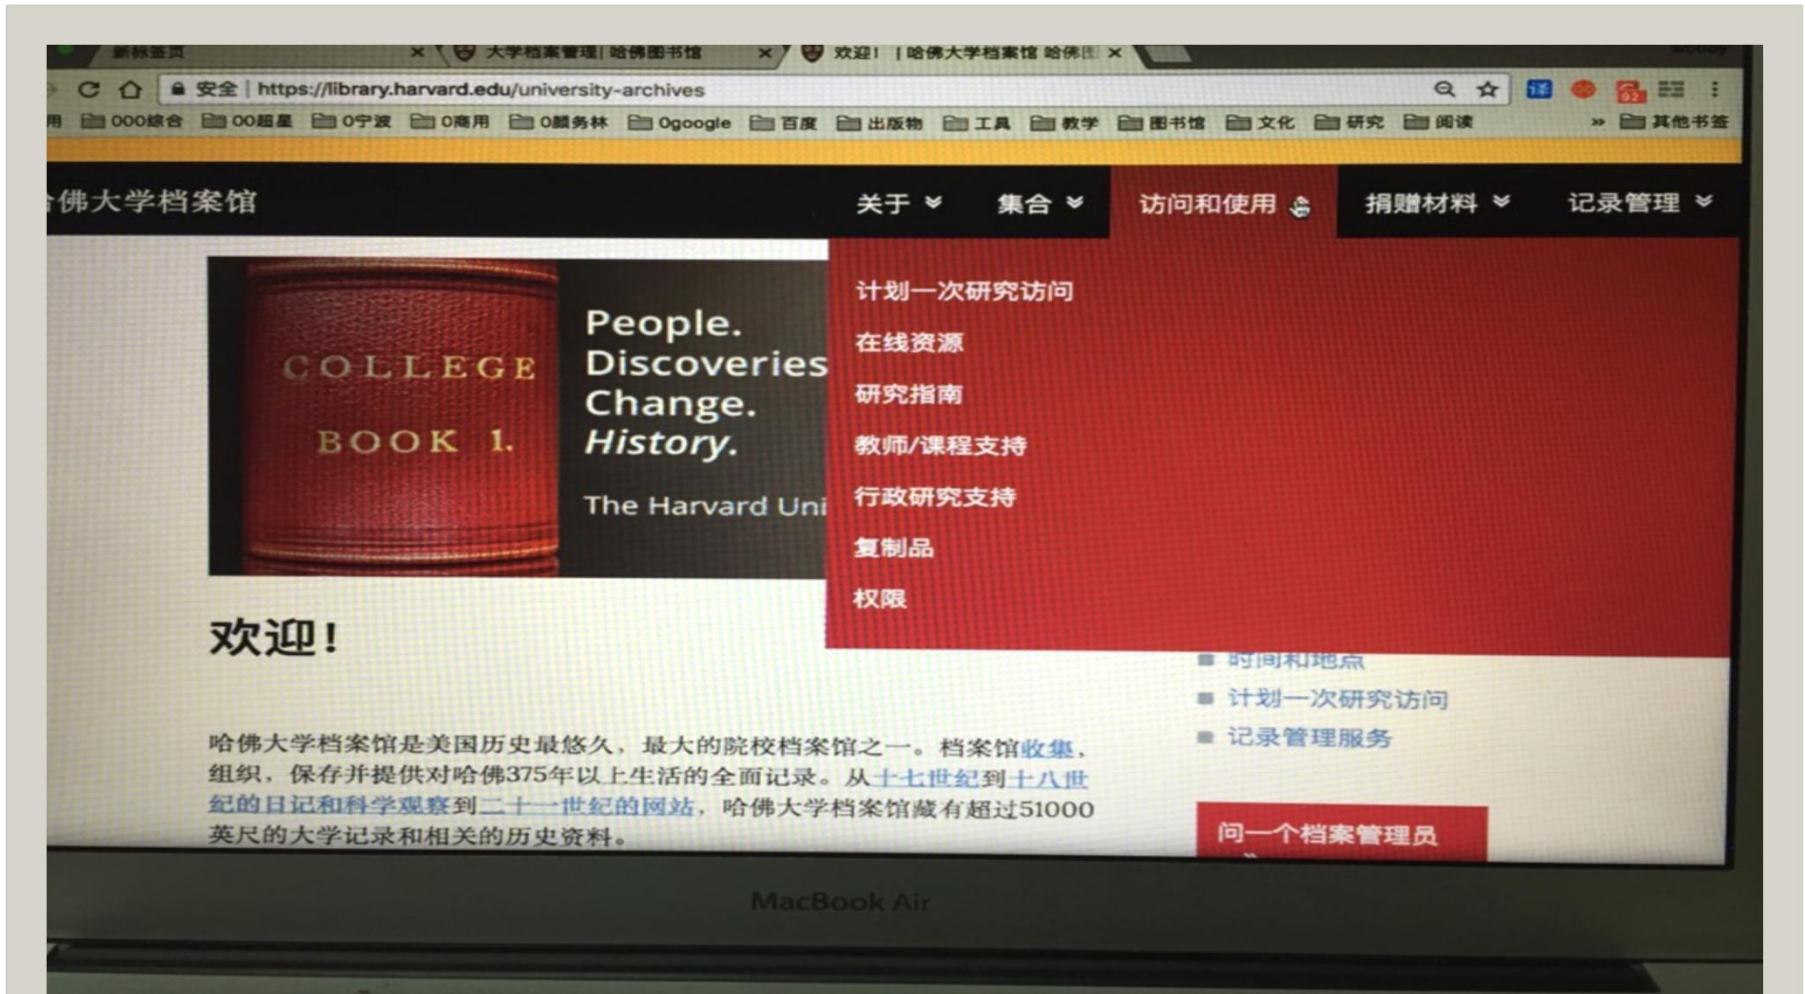 新标签页 × 大学档案管理| 哈佛图书馆 × 欢迎! | 哈佛大学档案馆 哈佛图 ×
安全 | https://library.harvard.edu/university-archives
用 000综合 00超星 0宁波 0商用 0颜务林 0google 百度 出版物 工具 教学 图书馆 文化 研究 阅读 » 其他书签
哈佛大学档案馆 关于 集合 访问和使用 捐赠材料 记录管理
计划一次研究访问
在线资源
研究指南
教师/课程支持
行政研究支持
复制品
权限
COLLEGE
BOOK 1.
People.
Discoveries
Change.
History.
The Harvard Uni
欢迎!
哈佛大学档案馆是美国历史最悠久，最大的院校档案馆之一。档案馆收集，
组织，保存并提供对哈佛375年以上生活的全面记录。从十七世纪到十八世
纪的日记和科学观察到二十一世纪的网站，哈佛大学档案馆藏有超过51000
英尺的大学记录和相关的历史资料。
时间和地点
计划一次研究访问
记录管理服务
问一个档案管理员
MacBook Air